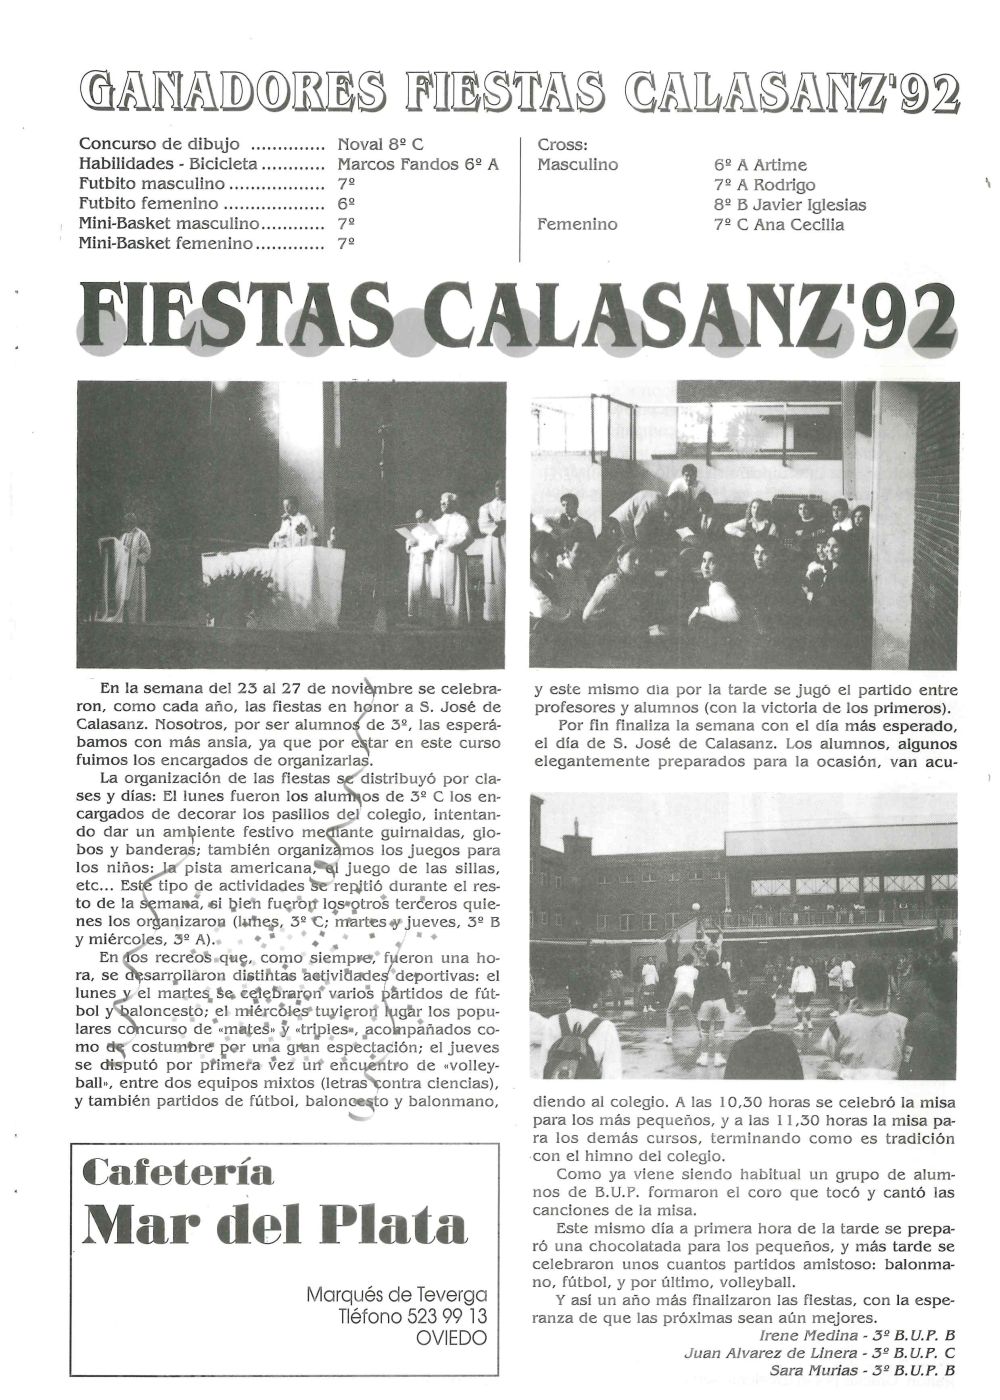 GANADORES FIESTAS CALASANZ'92
Concurso de dibujo .............. Noval 8º C
Habilidades - Bicicleta ............ Marcos Fandos 6º A
Futbito masculino .................. 7º
Futbito femenino ................... 6º
Mini-Basket masculino............ 7º
Mini-Basket femenino............. 7º
Cross:
Masculino 6º A Artime
7º A Rodrigo
8º B Javier Iglesias
Femenino 7º C Ana Cecilia
FIESTAS CALASANZ'92
En la semana del 23 al 27 de noviembre se celebra-
ron, como cada año, las fiestas en honor a S. José de
Calasanz. Nosotros, por ser alumnos de 3º, las esperá-
bamos con más ansia, ya que por estar en este curso
fuimos los encargados de organizarlas.
La organización de las fiestas se distribuyó por cla-
ses y días: El lunes fueron los alumnos de 3º C los en-
cargados de decorar los pasillos del colegio, intentan-
do dar un ambiente festivo mediante guirnaldas, glo-
bos y banderas; también organizamos los juegos para
los niños: la pista americana, el juego de las sillas,
etc... Este tipo de actividades se repitió durante el res-
to de la semana, si bien fueron los otros terceros quie-
nes los organizaron (lunes, 3º C; martes y jueves, 3º B
y miércoles, 3º A).
En los recreos que, como siempre, fueron una ho-
ra, se desarrollaron distintas actividades deportivas: el
lunes y el martes se celebraron varios partidos de fút-
bol y baloncesto; el miércoles tuvieron lugar los popu-
lares concurso de «mates» y «triples», acompañados co-
mo de costumbre por una gran espectación; el jueves
se disputó por primera vez un encuentro de «volley-
ball», entre dos equipos mixtos (letras contra ciencias),
y también partidos de fútbol, baloncesto y balonmano,
y este mismo día por la tarde se jugó el partido entre
profesores y alumnos (con la victoria de los primeros).
Por fin finaliza la semana con el día más esperado,
el día de S. José de Calasanz. Los alumnos, algunos
elegantemente preparados para la ocasión, van acu-
diendo al colegio. A las 10,30 horas se celebró la misa
para los más pequeños, y a las 11,30 horas la misa pa-
ra los demás cursos, terminando como es tradición
con el himno del colegio.
Como ya viene siendo habitual un grupo de alum-
nos de B.U.P. formaron el coro que tocó y cantó las
canciones de la misa.
Este mismo día a primera hora de la tarde se prepa-
ró una chocolatada para los pequeños, y más tarde se
celebraron unos cuantos partidos amistoso: balonma-
no, fútbol, y por último, volleyball.
Y así un año más finalizaron las fiestas, con la espe-
ranza de que las próximas sean aún mejores.
Irene Medina - 3º B.U.P. B
Juan Alvarez de Linera - 3º B.U.P. C
Sara Murias - 3º B.U.P. B
Cafetería
Mar del Plata
Marqués de Teverga
Tléfono 523 99 13
OVIEDO